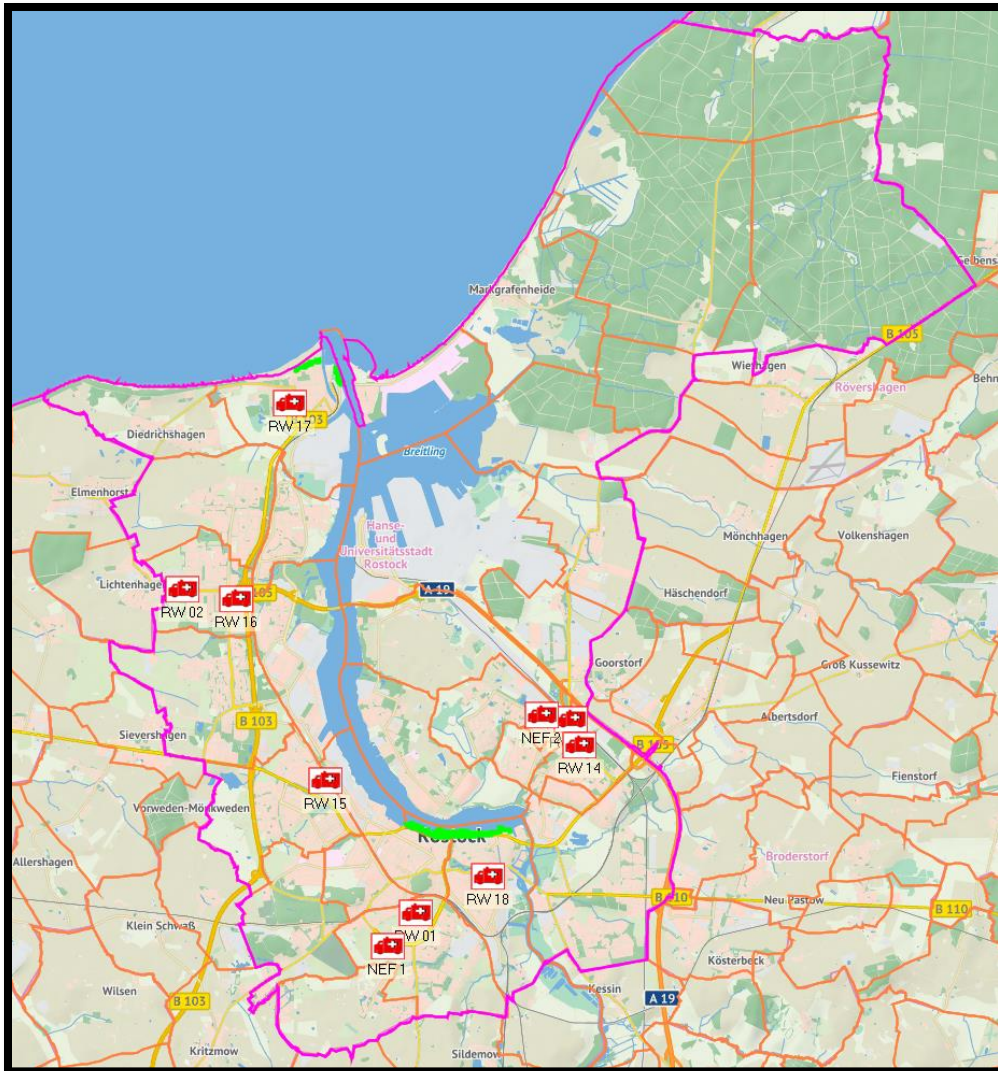 Gelbensa
Markgrafenheide
B 105
Wiethagen
Rövershagen
Behn
RW 17
Diedrichshagen
Breitling
Elmenhorst
Hanse-
und
Universitätsstadt
Rostock
Mönchhagen
Volkenshagen
Lichtenhage
RW 02
RW 16
A 19
Häschendorf
Goorstorf
Groß Kussewitz
B 103
Sievershagen
NEF 2
Albertsdorf
RW 14
B 105
Fienstorf
RW 15
Vorweden-Mönkweden
Rostock
Allershagen
Broderstorf
RW 18
Neu Pastow
B 110
Klein Schwaß
RW 01
NEF 1
Kösterbeck
Wilsen
B 103
Kessin
A 19
Kritzmow
Sildemow